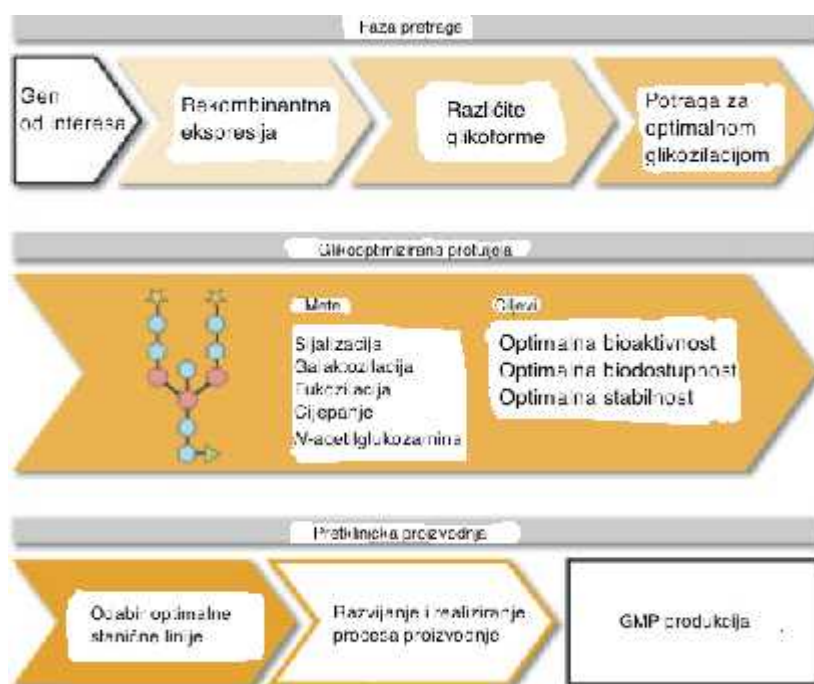 Faza pretrage
Gen
od interesa
Rekombinantna
ekspresija
Različite
glikoforme
Potraga za
optimalnom
glikozilacijom
Glikooptimizirana protutijela
Mete
Sijalizacija
Galaktozilacija
Fukozilacija
Cijepanje
N-acetilglukozamina
Ciljevi
Optimalna bioaktivnost
Optimalna biodostupnost
Optimalna stabilnost
Pretklinička proizvodnja
Odabir optimalne
stanične linije
Razvijanje i realiziranje
procesa proizvodnje
GMP produkcija